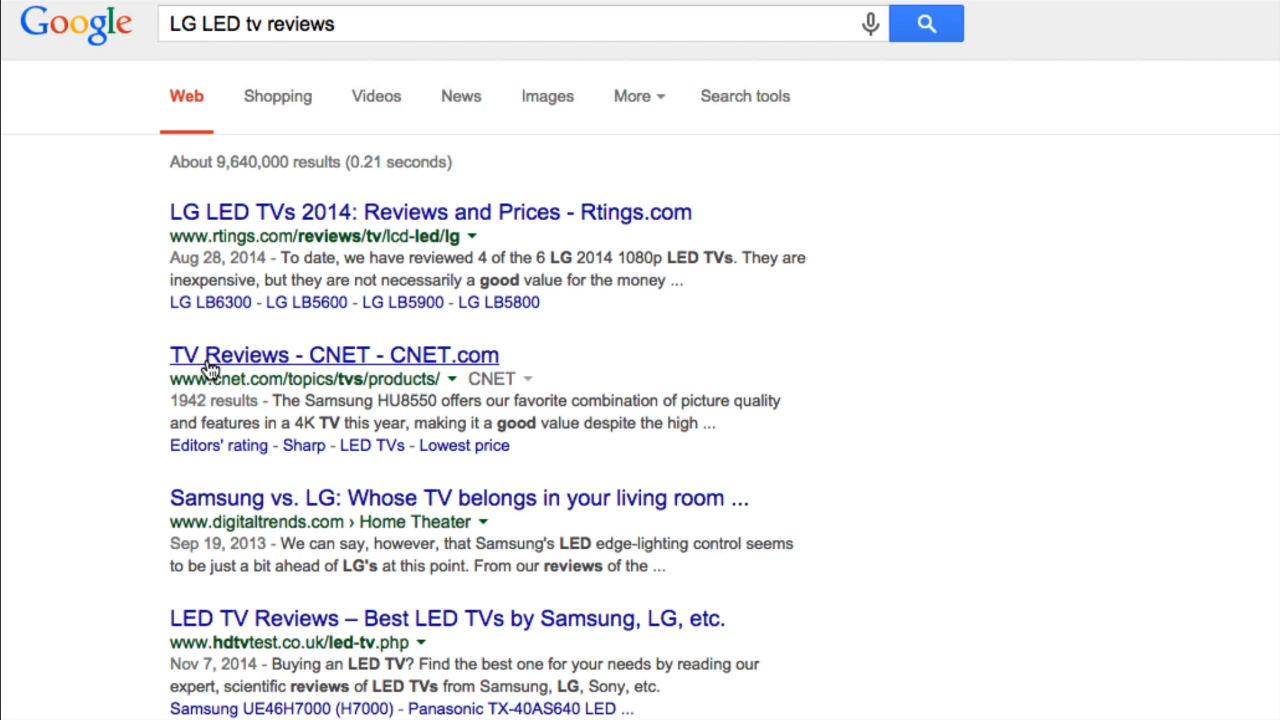 Google LG LED tv reviews
Web Shopping Videos News Images More Search tools
About 9,640,000 results (0.21 seconds)
LG LED TVs 2014: Reviews and Prices - Rtings.com
www.rtings.com/reviews/tv/lcd-led/lg
Aug 28, 2014 - To date, we have reviewed 4 of the 6 LG 2014 1080p LED TVs. They are
inexpensive, but they are not necessarily a good value for the money ...
LG LB6300 - LG LB5600 - LG LB5900 - LG LB5800
TV Reviews - CNET - CNET.com
www.cnet.com/topics/tvs/products/ CNET
1942 results - The Samsung HU8550 offers our favorite combination of picture quality
and features in a 4K TV this year, making it a good value despite the high ...
Editors' rating - Sharp - LED TVs - Lowest price
Samsung vs. LG: Whose TV belongs in your living room ...
www.digitaltrends.com › Home Theater
Sep 19, 2013 - We can say, however, that Samsung's LED edge-lighting control seems
to be just a bit ahead of LG's at this point. From our reviews of the ...
LED TV Reviews – Best LED TVs by Samsung, LG, etc.
www.hdtvtest.co.uk/led-tv.php
Nov 7, 2014 - Buying an LED TV? Find the best one for your needs by reading our
expert, scientific reviews of LED TVs from Samsung, LG, Sony, etc.
Samsung UE46H7000 (H7000) - Panasonic TX-40AS640 LED ...